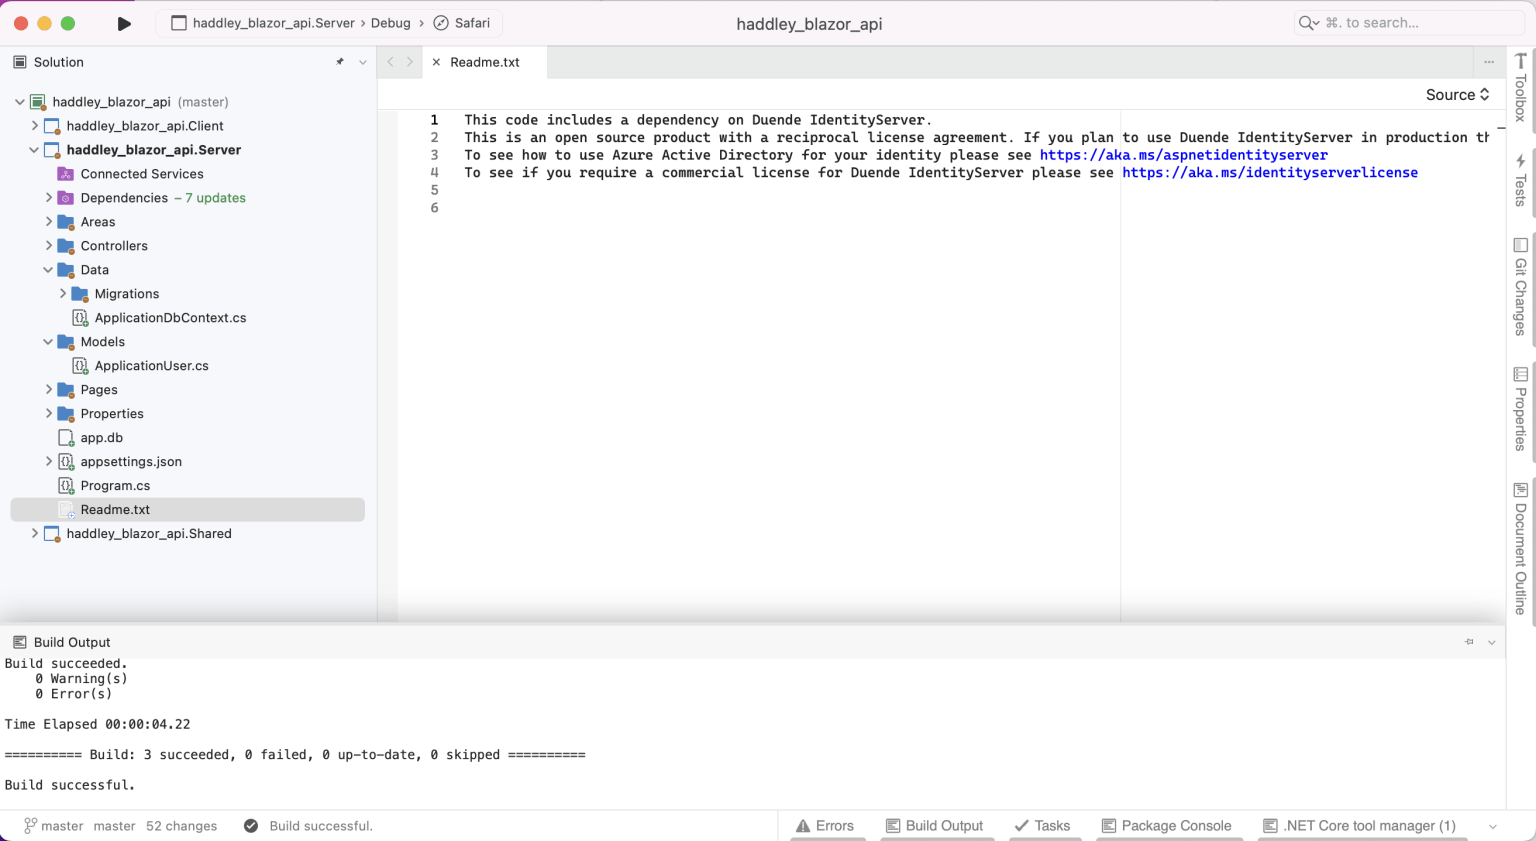 haddley_blazor_api.Server › Debug › Safari
haddley_blazor_api
⌘. to search...
Solution
Readme.txt
Source
haddley_blazor_api (master)
haddley_blazor_api.Client
haddley_blazor_api.Server
Connected Services
Dependencies – 7 updates
Areas
Controllers
Data
Migrations
ApplicationDbContext.cs
Models
ApplicationUser.cs
Pages
Properties
app.db
appsettings.json
Program.cs
Readme.txt
haddley_blazor_api.Shared
1 This code includes a dependency on Duende IdentityServer.
2 This is an open source product with a reciprocal license agreement. If you plan to use Duende IdentityServer in production th
3 To see how to use Azure Active Directory for your identity please see https://aka.ms/aspnetidentityserver
4 To see if you require a commercial license for Duende IdentityServer please see https://aka.ms/identityserverlicense
5
6
Toolbox
Tests
Git Changes
Properties
Document Outline
Build Output
Build succeeded.
0 Warning(s)
0 Error(s)
Time Elapsed 00:00:04.22
========== Build: 3 succeeded, 0 failed, 0 up-to-date, 0 skipped ==========
Build successful.
master master 52 changes Build successful.
Errors Build Output Tasks Package Console .NET Core tool manager (1)